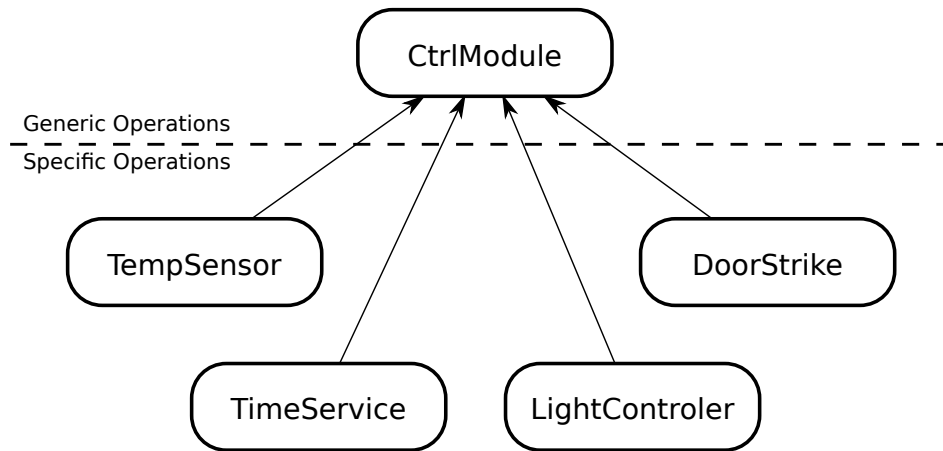 CtrlModule
Generic Operations
Specific Operations
TempSensor
DoorStrike
TimeService
LightControler